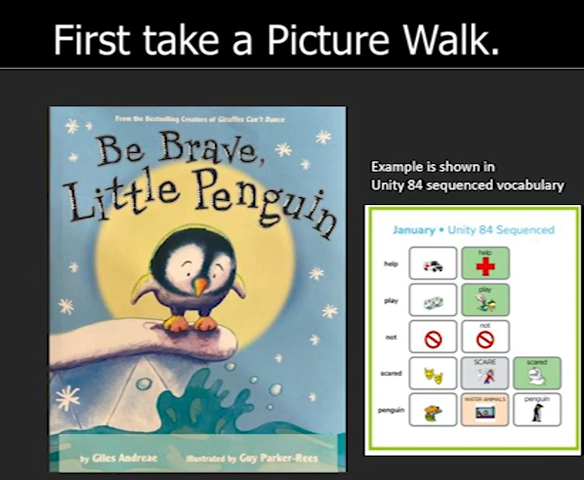 First take a Picture Walk.
From the Bestselling Creators of Giraffes Can't Dance
Be Brave,
Little Penguin
by Giles Andreae
illustrated by Guy Parker-Rees
Example is shown in
Unity 84 sequenced vocabulary
January • Unity 84 Sequenced
help
help
play
play
not
not
scared
SCARE
scared
penguin
WATER ANIMALS
penguin